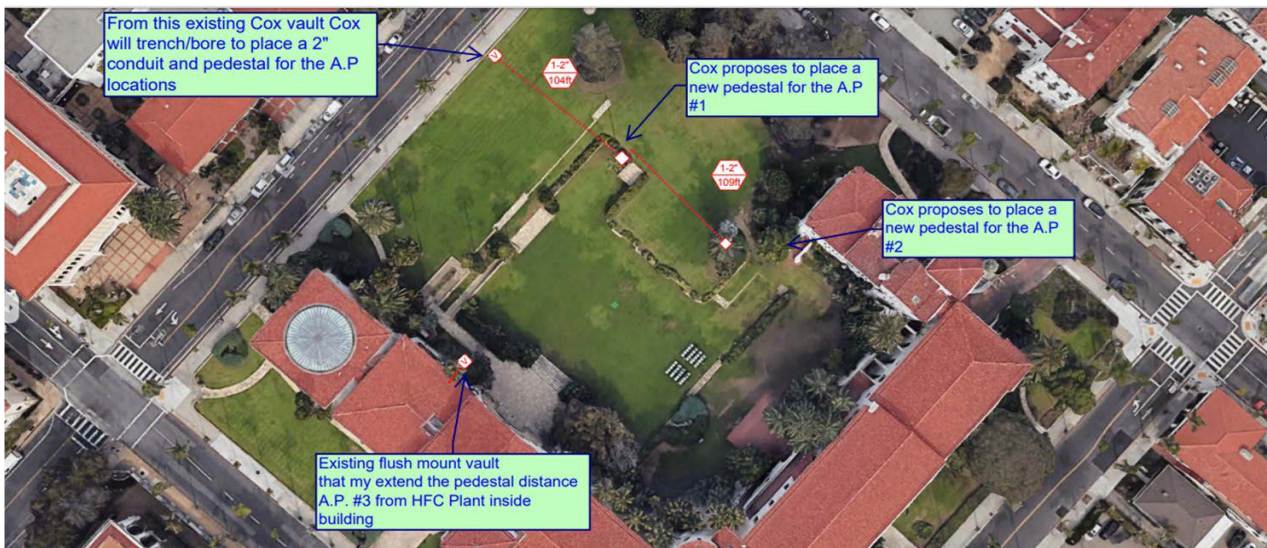 From this existing Cox vault Cox
will trench/bore to place a 2"
conduit and pedestal for the A.P
locations
1-2"
104ft
Cox proposes to place a
new pedestal for the A.P
#1
1-2"
109ft
Cox proposes to place a
new pedestal for the A.P
#2
Existing flush mount vault
that my extend the pedestal distance
A.P. #3 from HFC Plant inside
building